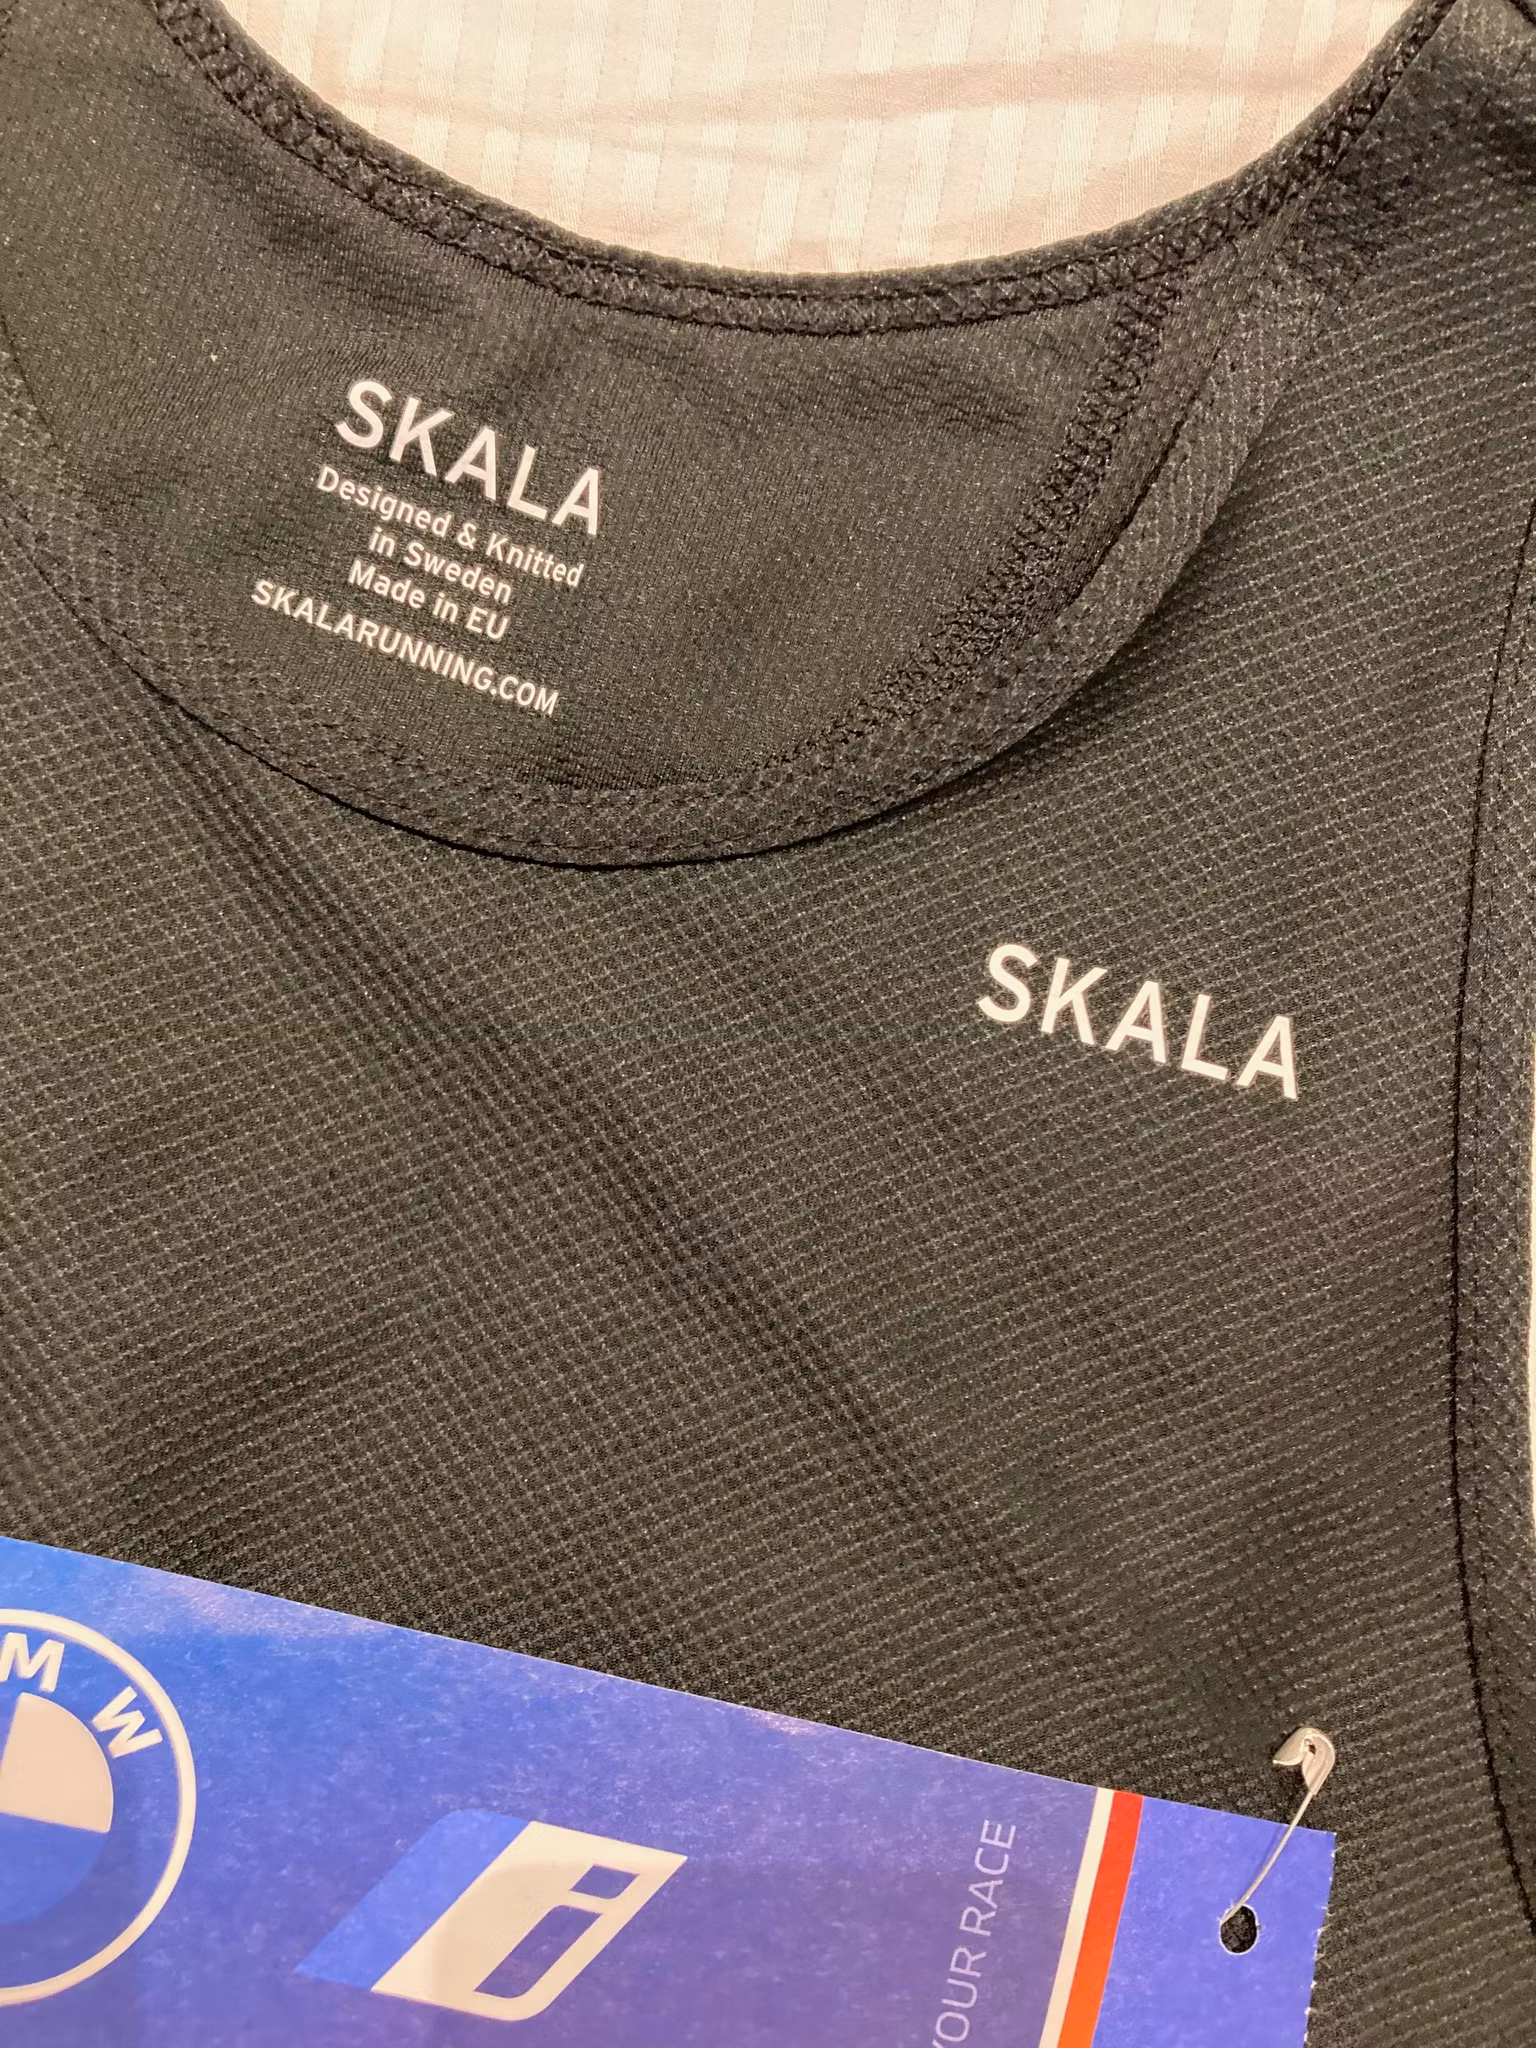 SKALA
Designed & Knitted
in Sweden
Made in EU
SKALARUNNING.COM
SKALA
M W
i
YOUR RACE